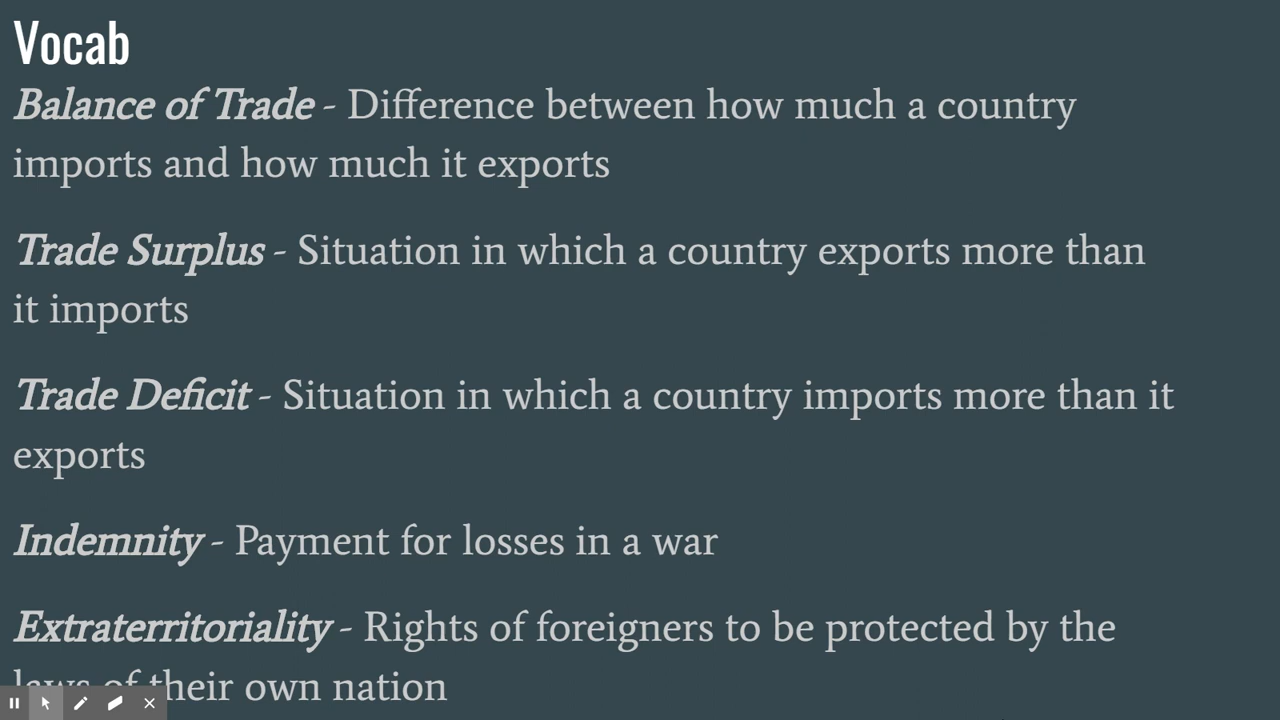 Vocab
Balance of Trade - Difference between how much a country
imports and how much it exports
Trade Surplus - Situation in which a country exports more than
it imports
Trade Deficit - Situation in which a country imports more than it
exports
Indemnity - Payment for losses in a war
Extraterritoriality - Rights of foreigners to be protected by the
laws of their own nation